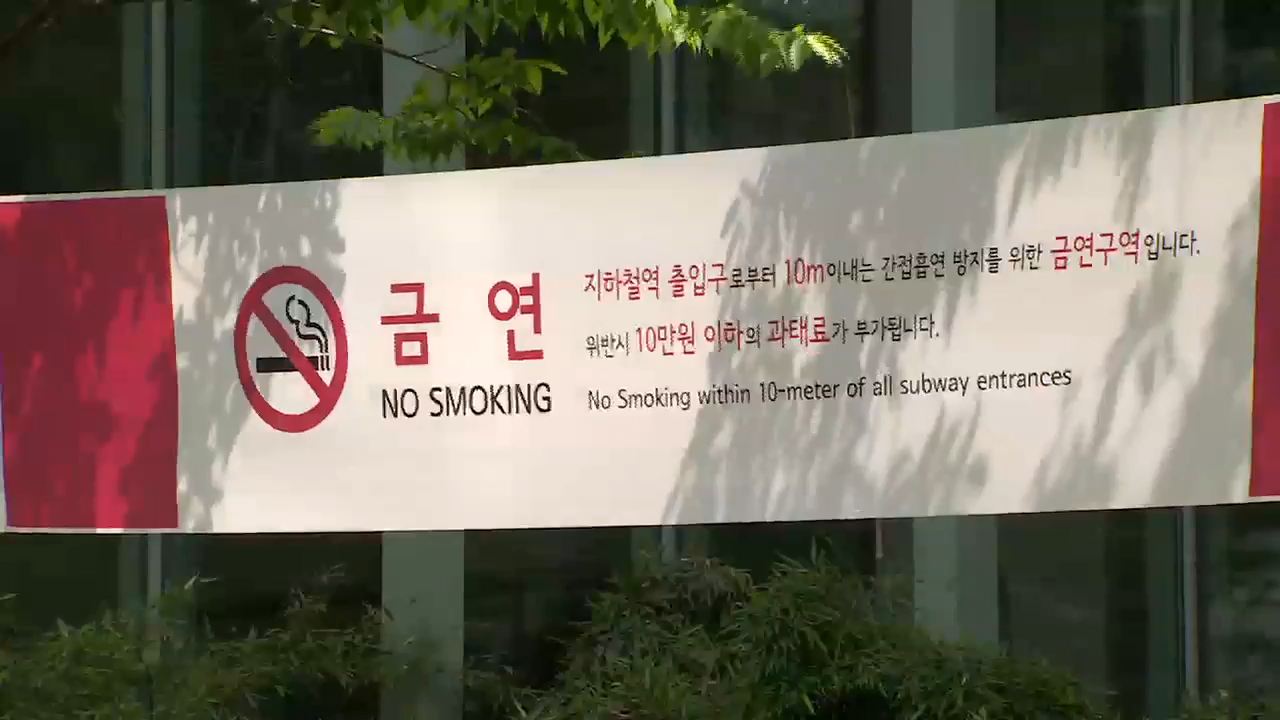 금 연
NO SMOKING
지하철역 출입구로부터 10m이내는 간접흡연 방지를 위한 금연구역입니다.
위반시 10만원 이하의 과태료가 부가됩니다.
No Smoking within 10-meter of all subway entrances